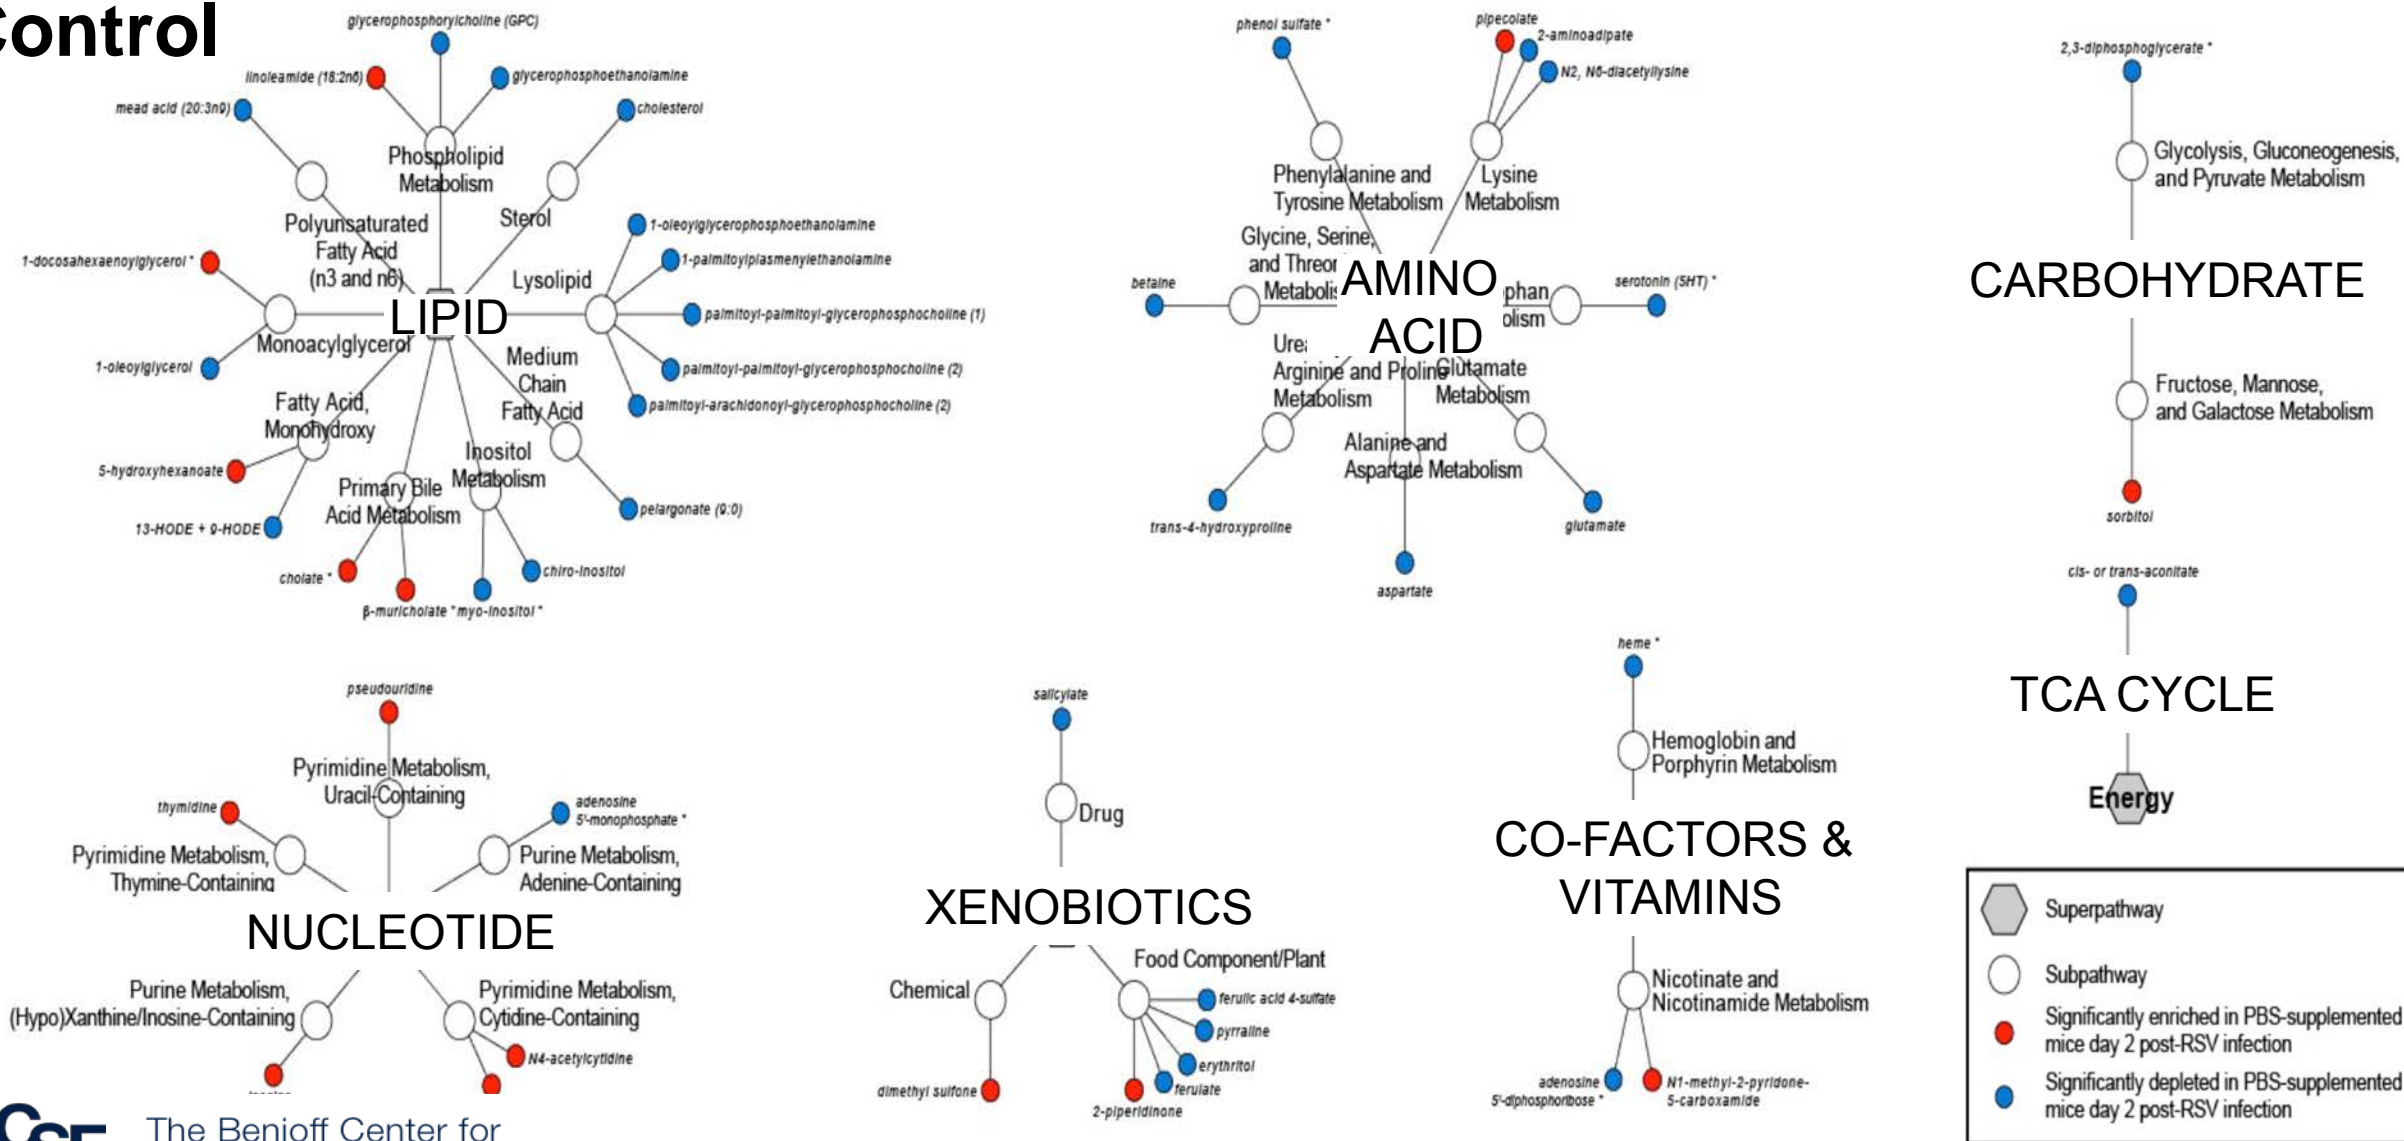 Control
glycerophosphorylcholine (GPC)
linoleamide (18:2n6)
glycerophosphoethanolamine
mead acid (20:3n9)
cholesterol
Phospholipid
Metabolism
Polyunsaturated
Fatty Acid
(n3 and n6)
Sterol
1-docosahexaenoylglycerol *
Lysolipid
1-oleoylglycerophosphoethanolamine
1-palmitoylplasmenylethanolamine
LIPID
palmitoyl-palmitoyl-glycerophosphocholine (1)
Monoacylglycerol
1-oleoylglycerol
Medium
Chain
Fatty Acid
palmitoyl-palmitoyl-glycerophosphocholine (2)
palmitoyl-arachidonoyl-glycerophosphocholine (2)
Fatty Acid,
Monohydroxy
5-hydroxyhexanoate
13-HODE + 9-HODE
Primary Bile
Acid Metabolism
Inositol
Metabolism
pelargonate (9:0)
cholate *
β-muricholate *
myo-inositol *
chiro-inositol
phenol sulfate *
pipecolate
2-aminoadipate
N2, N6-diacetyllysine
Phenylalanine and
Tyrosine Metabolism
Lysine
Metabolism
Glycine, Serine,
and Threor
Metabolis
betaine
AMINO
ACID
phan
olism
serotonin (5HT) *
Urea
Arginine and Proline
Metabolism
Glutamate
Metabolism
Alanine and
Aspartate Metabolism
trans-4-hydroxyproline
glutamate
aspartate
2,3-diphosphoglycerate *
Glycolysis, Gluconeogenesis,
and Pyruvate Metabolism
CARBOHYDRATE
Fructose, Mannose,
and Galactose Metabolism
sorbitol
cis- or trans-aconitate
TCA CYCLE
Energy
pseudouridine
Pyrimidine Metabolism,
Uracil-Containing
thymidine
adenosine
5'-monophosphate *
Pyrimidine Metabolism,
Thymine-Containing
Purine Metabolism,
Adenine-Containing
NUCLEOTIDE
Purine Metabolism,
(Hypo)Xanthine/Inosine-Containing
Pyrimidine Metabolism,
Cytidine-Containing
N4-acetylcytidine
salicylate
Drug
XENOBIOTICS
Chemical
Food Component/Plant
ferulic acid 4-sulfate
pyrraline
erythritol
ferulate
dimethyl sulfone
2-piperidinone
heme *
Hemoglobin and
Porphyrin Metabolism
CO-FACTORS &
VITAMINS
Nicotinate and
Nicotinamide Metabolism
adenosine
5'-diphosphoribose *
N1-methyl-2-pyridone-
5-carboxamide
Superpathway
Subpathway
Significantly enriched in PBS-supplemented
mice day 2 post-RSV infection
Significantly depleted in PBS-supplemented
mice day 2 post-RSV infection
The Benioff Center for